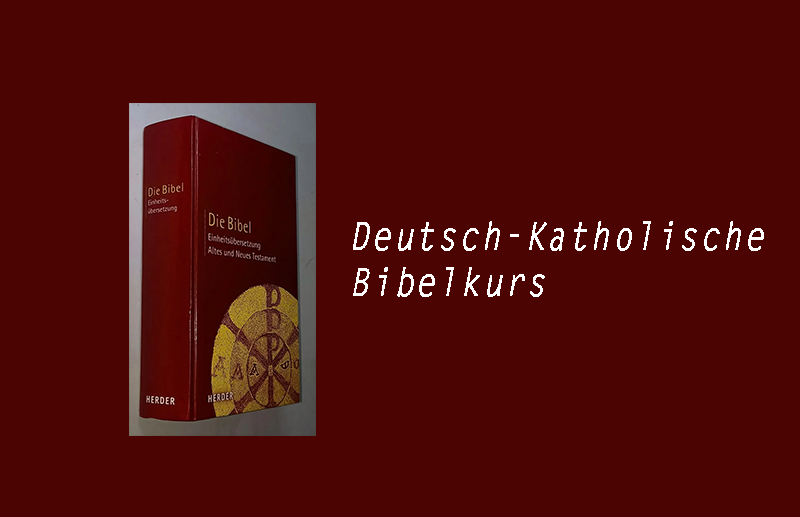 Die Bibel
Einheits-
übersetzung
HERDER
Die Bibel
Einheitsübersetzung
Altes und Neues Testament
HERDER
Deutsch-Katholische
Bibelkurs